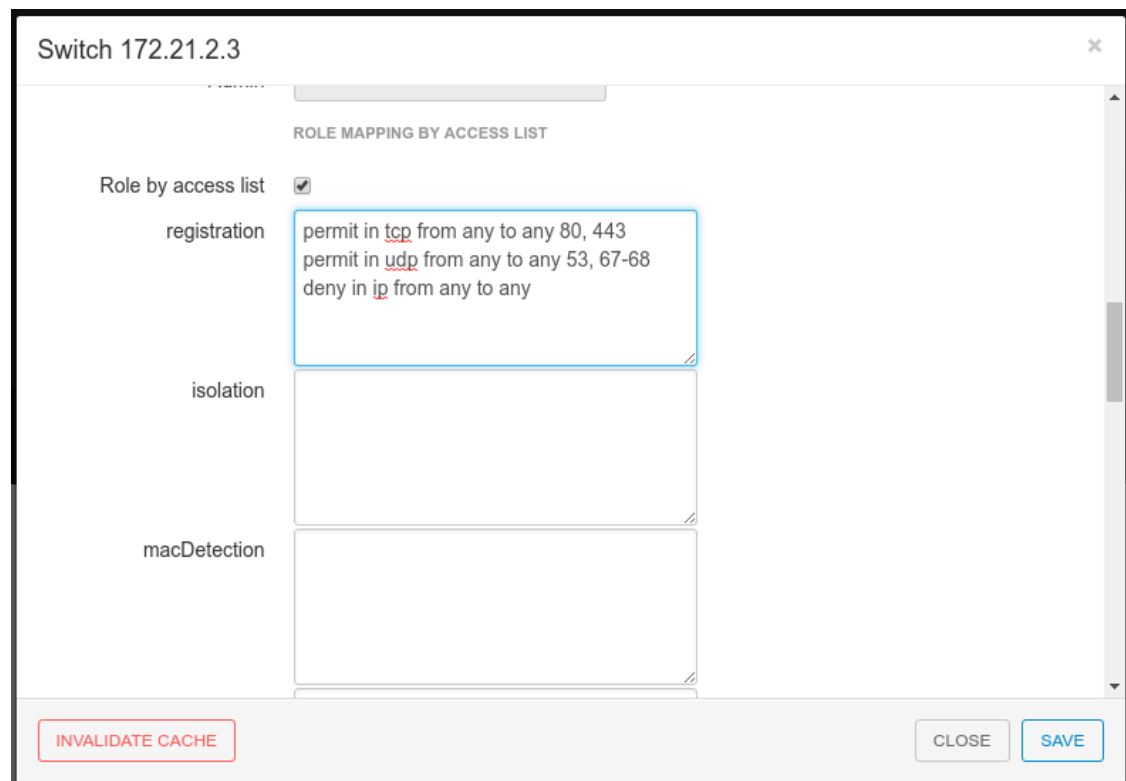 Switch 172.21.2.3
×
ROLE MAPPING BY ACCESS LIST
Role by access list
registration
permit in tcp from any to any 80, 443
permit in udp from any to any 53, 67-68
deny in ip from any to any
isolation
macDetection
INVALIDATE CACHE
CLOSE
SAVE